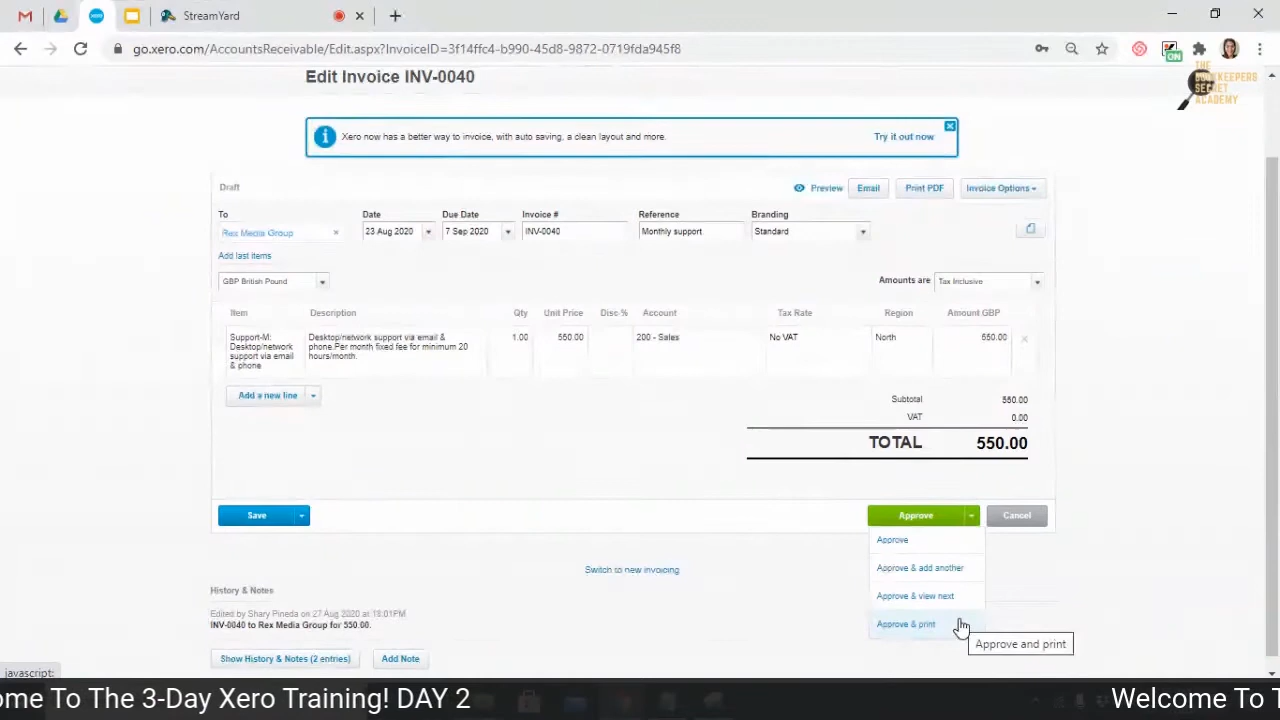 StreamYard
go.xero.com/AccountsReceivable/Edit.aspx?InvoiceID=3f14ffc4-b990-45d8-9872-0719fda945f8
ON
THE
BOOKKEEPERS
SECRET
ACADEMY
Edit Invoice INV-0040
Xero now has a better way to invoice, with auto saving, a clean layout and more.
Try it out now
Draft
Preview
Email
Print PDF
Invoice Options
To
Date
Due Date
Invoice #
Reference
Branding
Rex Media Group
23 Aug 2020
7 Sep 2020
INV-0040
Monthly support
Standard
Add last items
GBP British Pound
Amounts are
Tax Inclusive
Item
Description
Qty
Unit Price
Disc %
Account
Tax Rate
Region
Amount GBP
Support-M:
Desktop/network
support via email
& phone
Desktop/network support via email &
phone.Per month fixed fee for minimum 20
hours/month.
1.00
550.00
200 - Sales
No VAT
North
550.00
Add a new line
Subtotal
550.00
VAT
0.00
TOTAL
550.00
Save
Approve
Cancel
Approve
Approve & add another
Approve & view next
Approve & print
Approve and print
Switch to new invoicing
History & Notes
Edited by Shary Pineda on 27 Aug 2020 at 18:01PM
INV-0040 to Rex Media Group for 550.00.
Show History & Notes (2 entries)
Add Note
javascript:
ome To The 3-Day Xero Training! DAY 2
Welcome To T